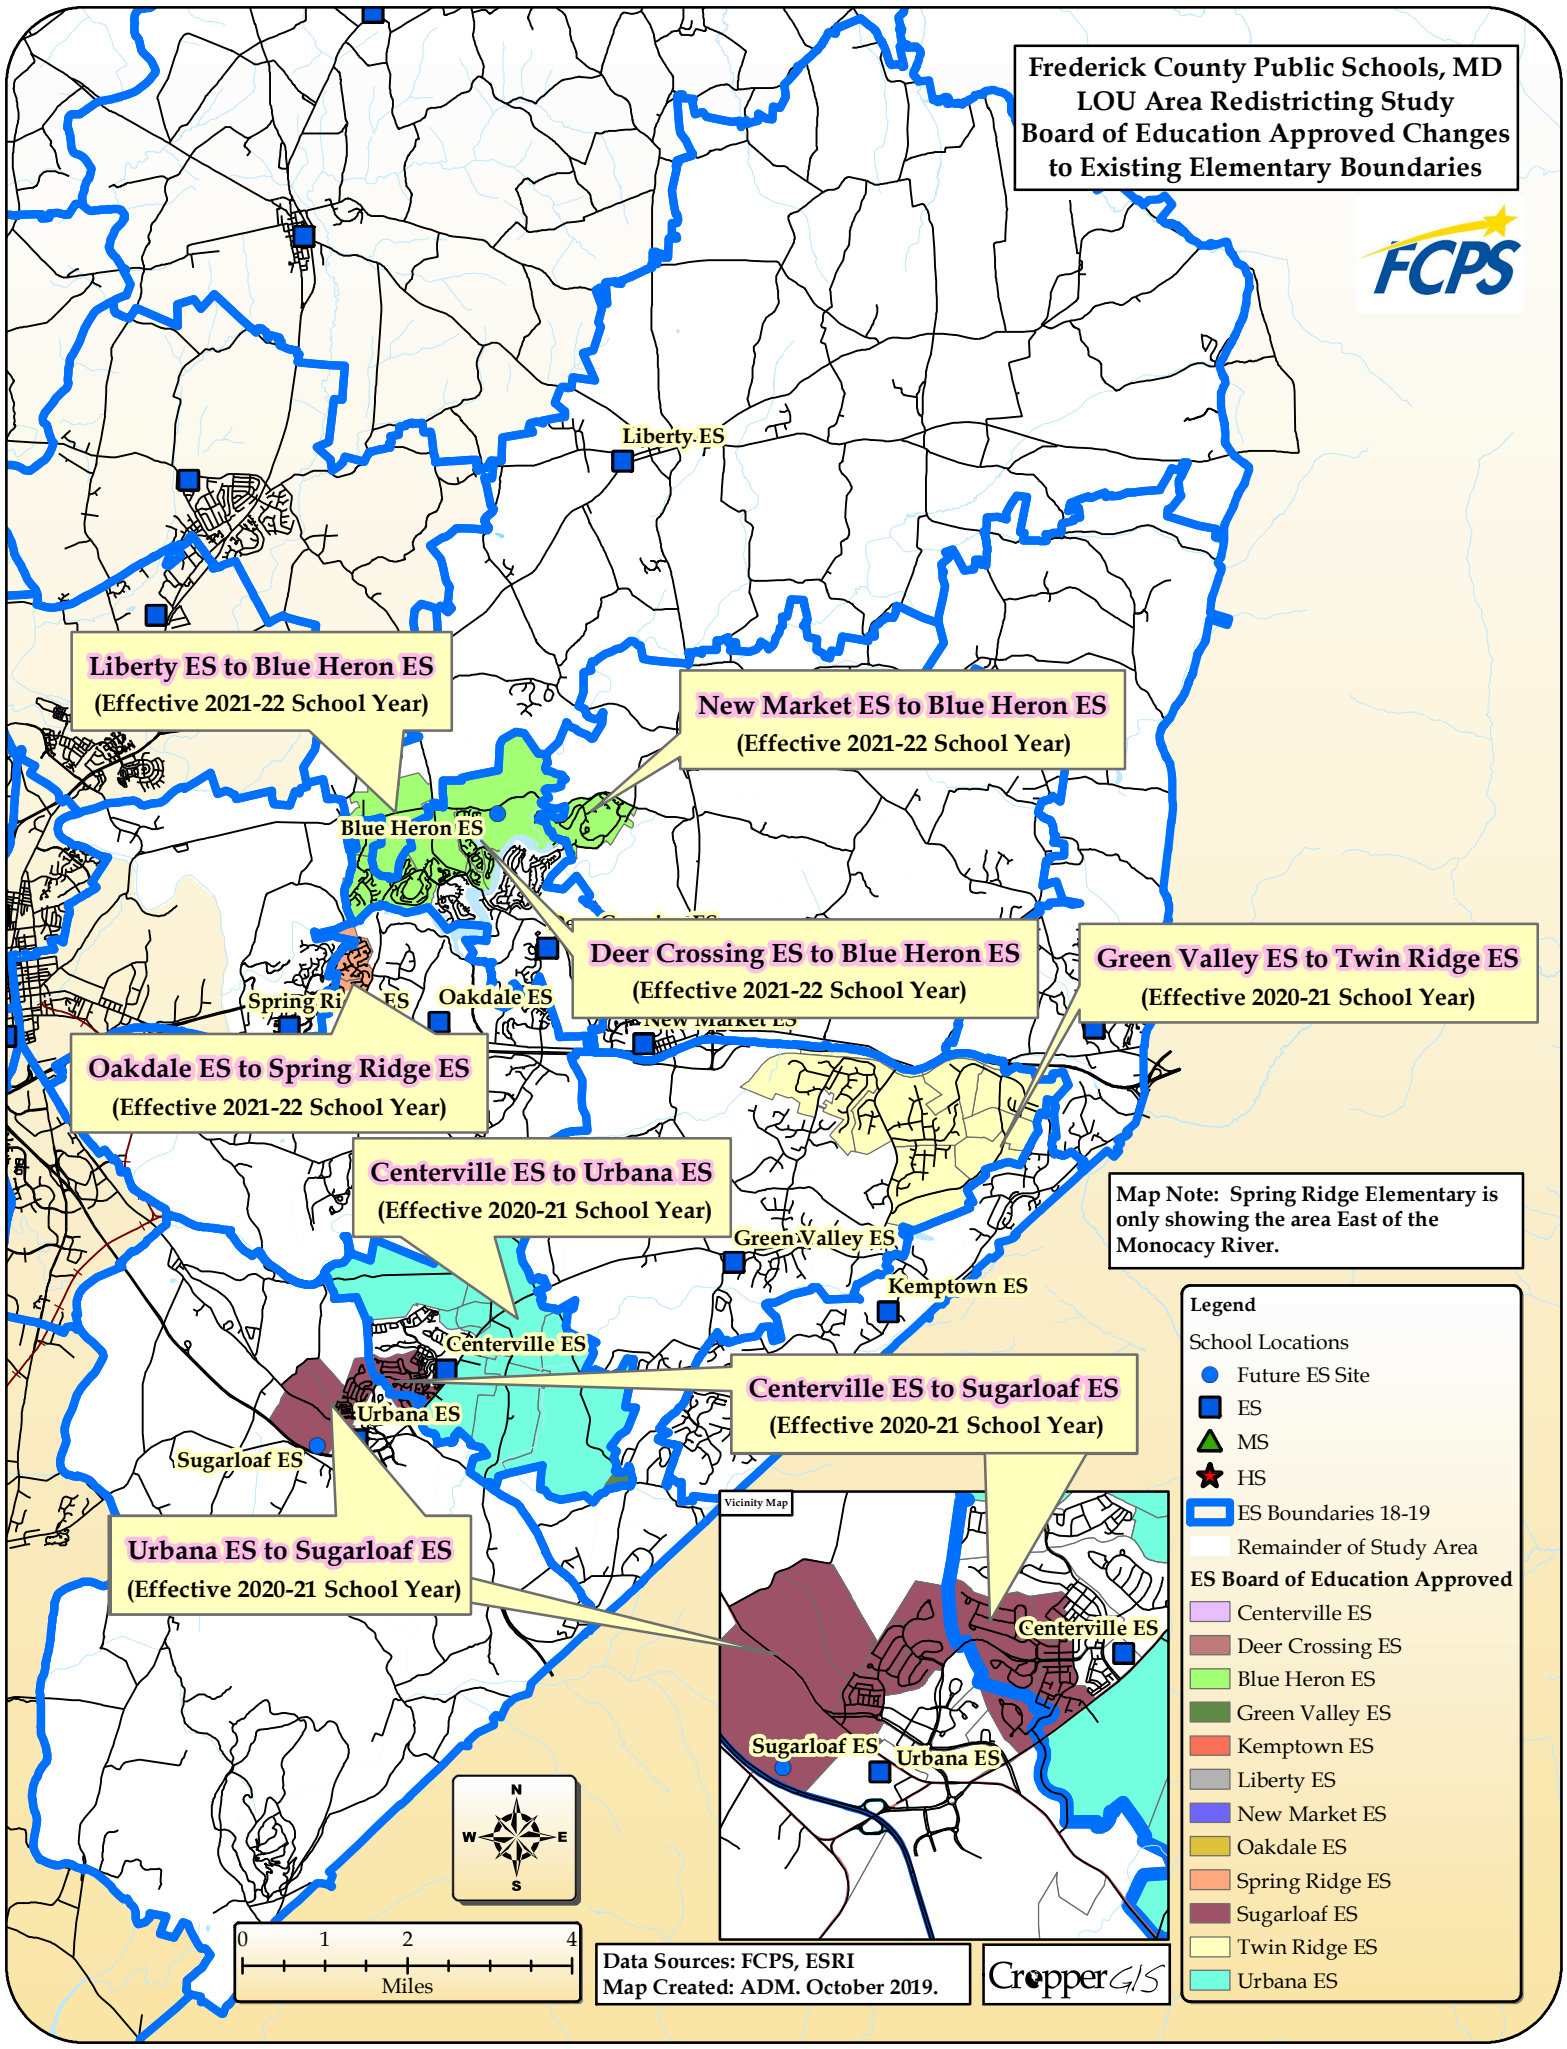 Frederick County Public Schools, MD
LOU Area Redistricting Study
Board of Education Approved Changes
to Existing Elementary Boundaries
FCPS
Liberty ES
Liberty ES to Blue Heron ES
(Effective 2021-22 School Year)
New Market ES to Blue Heron ES
(Effective 2021-22 School Year)
Blue Heron ES
Deer Crossing ES to Blue Heron ES
(Effective 2021-22 School Year)
Green Valley ES to Twin Ridge ES
(Effective 2020-21 School Year)
Spring Ri ES
Oakdale ES
New Market ES
Oakdale ES to Spring Ridge ES
(Effective 2021-22 School Year)
Centerville ES to Urbana ES
(Effective 2020-21 School Year)
Map Note: Spring Ridge Elementary is
only showing the area East of the
Monocacy River.
Green Valley ES
Kemptown ES
Centerville ES
Centerville ES to Sugarloaf ES
(Effective 2020-21 School Year)
Urbana ES
Sugarloaf ES
Urbana ES to Sugarloaf ES
(Effective 2020-21 School Year)
Vicinity Map
Centerville ES
Sugarloaf ES
Urbana ES
Legend
School Locations
Future ES Site
ES
MS
HS
ES Boundaries 18-19
Remainder of Study Area
ES Board of Education Approved
Centerville ES
Deer Crossing ES
Blue Heron ES
Green Valley ES
Kemptown ES
Liberty ES
New Market ES
Oakdale ES
Spring Ridge ES
Sugarloaf ES
Twin Ridge ES
Urbana ES
N
W E
S
0 1 2 4
Miles
Data Sources: FCPS, ESRI
Map Created: ADM. October 2019.
Cropper GIS